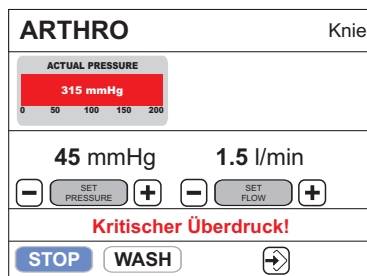 ARTHRO Knie
ACTUAL PRESSURE
315 mmHg
0 50 100 150 200
45 mmHg 1.5 l/min
− SET PRESSURE + − SET FLOW +
Kritischer Überdruck!
STOP WASH